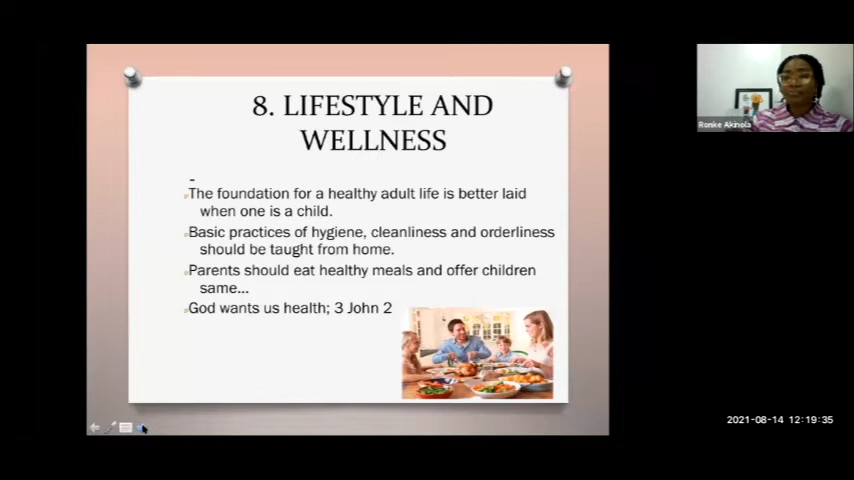 8. LIFESTYLE AND
WELLNESS
-
The foundation for a healthy adult life is better laid
when one is a child.
Basic practices of hygiene, cleanliness and orderliness
should be taught from home.
Parents should eat healthy meals and offer children
same...
God wants us health; 3 John 2
Ronke Akinola
2021-08-14 12:19:35